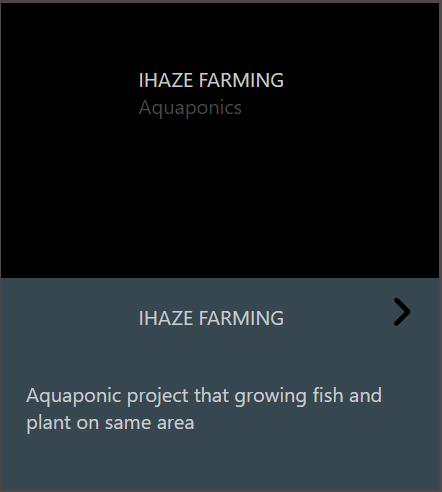 IHAZE FARMING
Aquaponics
IHAZE FARMING
Aquaponic project that growing fish and
plant on same area